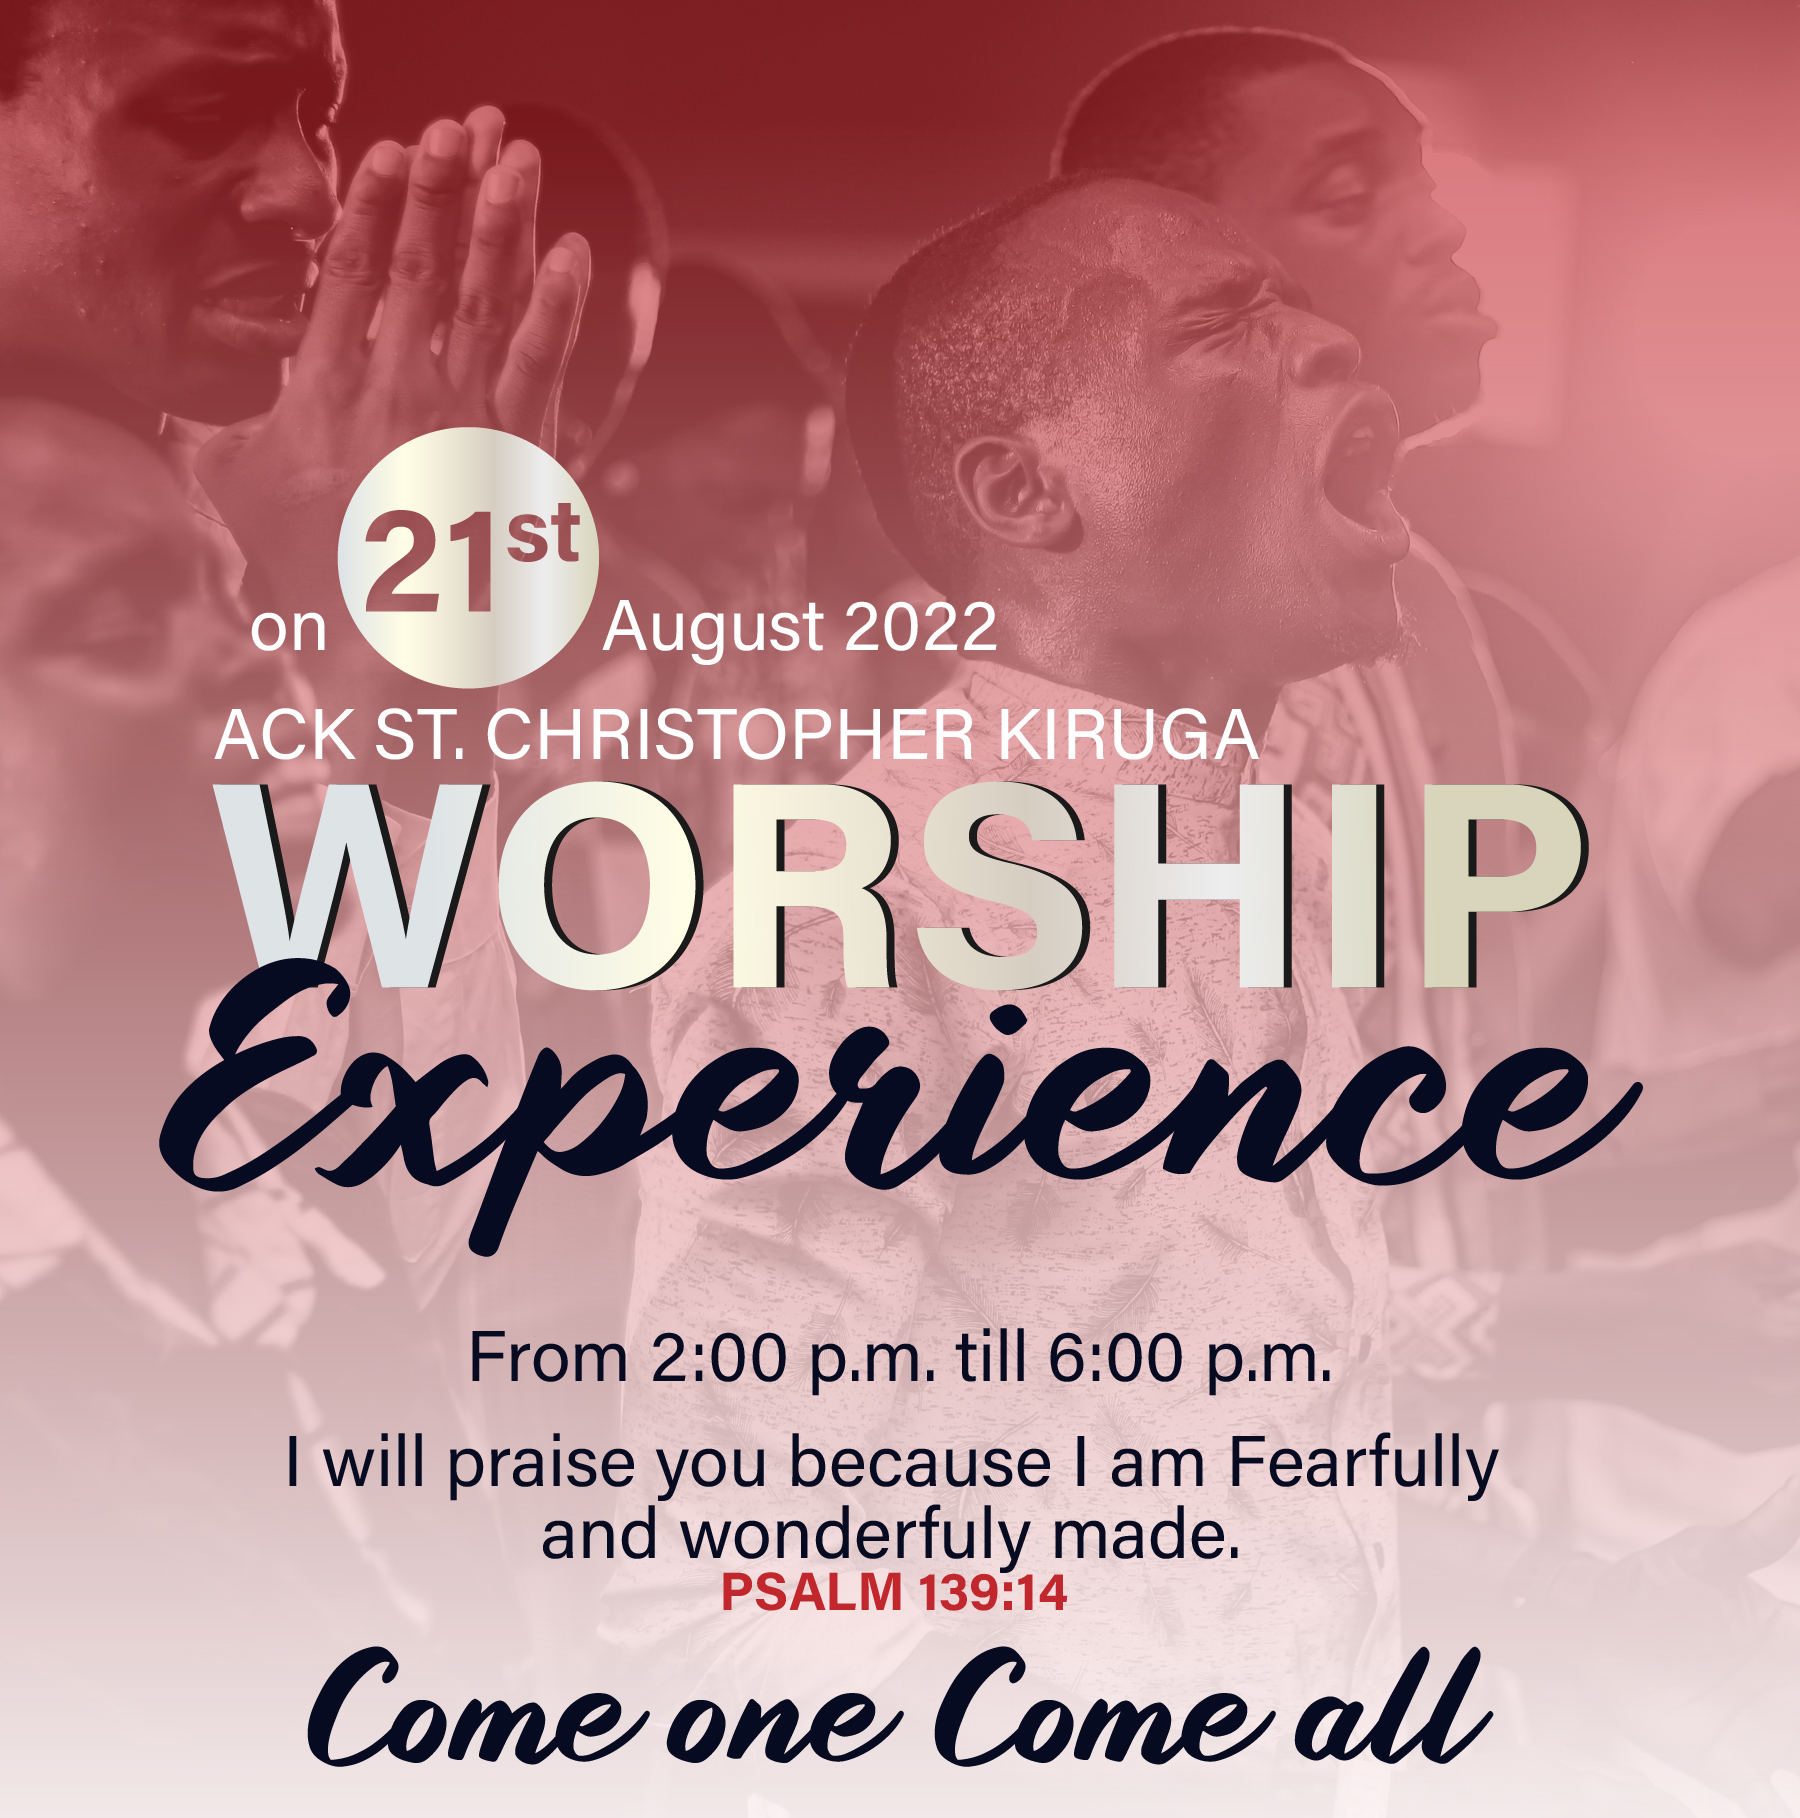 on 21st August 2022
ACK ST. CHRISTOPHER KIRUGA
WORSHIP
Experience
From 2:00 p.m. till 6:00 p.m.
I will praise you because I am Fearfully
and wonderfuly made.
PSALM 139:14
Come one Come all